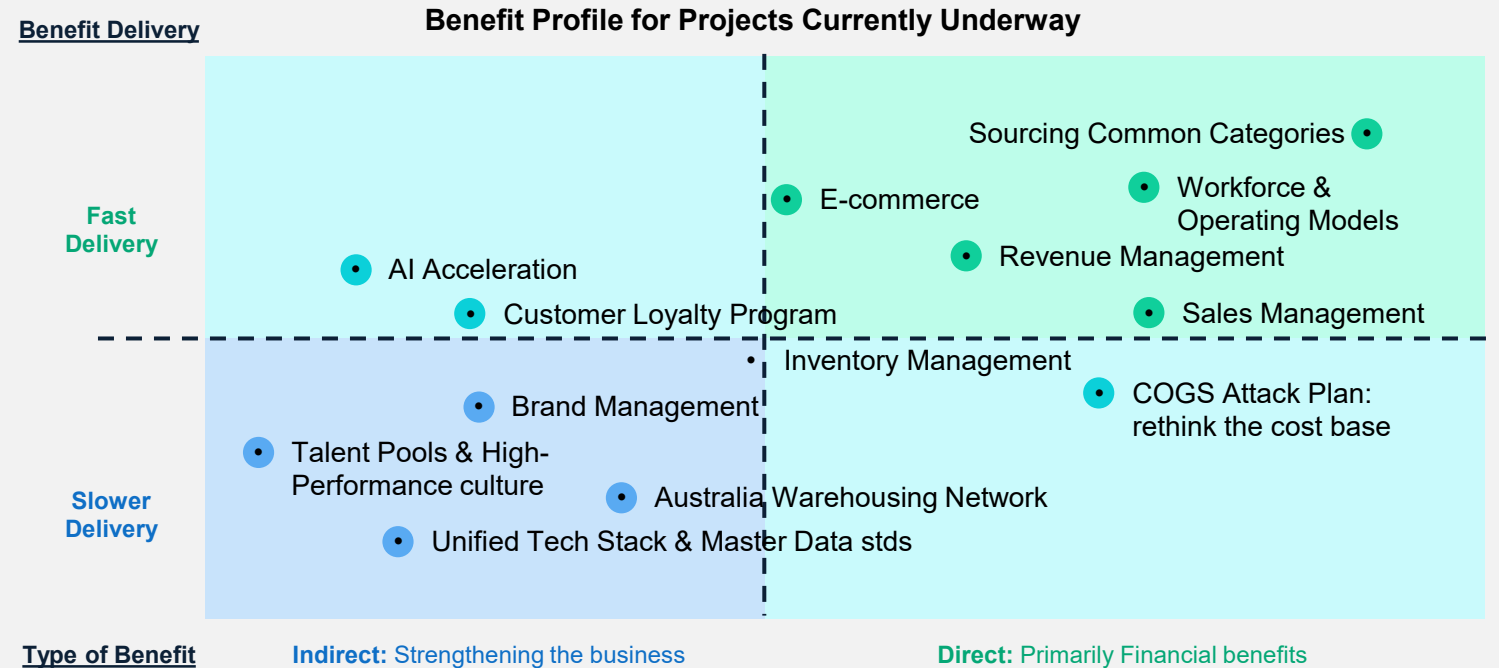 Benefit Profile for Projects Currently Underway
Benefit Delivery
Sourcing Common Categories
Workforce &
Operating Models
E-commerce
Fast
Delivery
Revenue Management
AI Acceleration
Customer Loyalty Program
Sales Management
Inventory Management
COGS Attack Plan:
rethink the cost base
Brand Management
Talent Pools & High-
Performance culture
Slower
Delivery
Australia Warehousing Network
Unified Tech Stack & Master Data stds
Type of Benefit
Indirect: Strengthening the business
Direct: Primarily Financial benefits